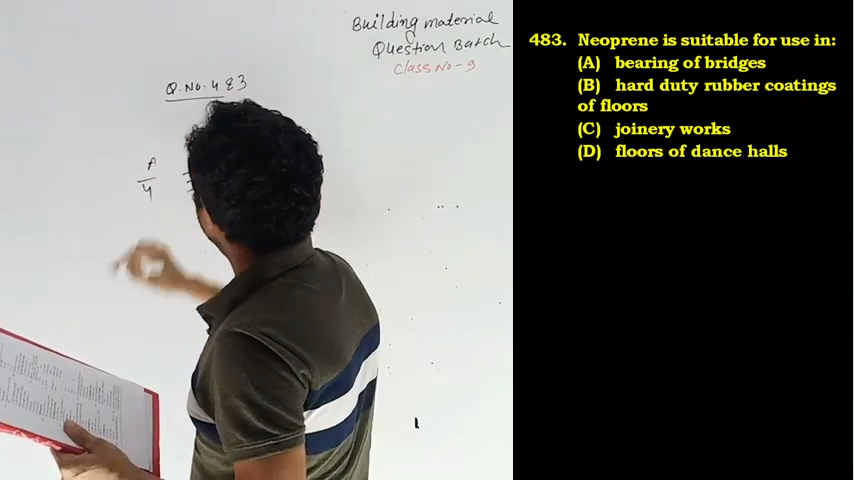 Building material
Question Batch
Class No - 9
Q. No. 483
A
4
483. Neoprene is suitable for use in:
(A) bearing of bridges
(B) hard duty rubber coatings
of floors
(C) joinery works
(D) floors of dance halls